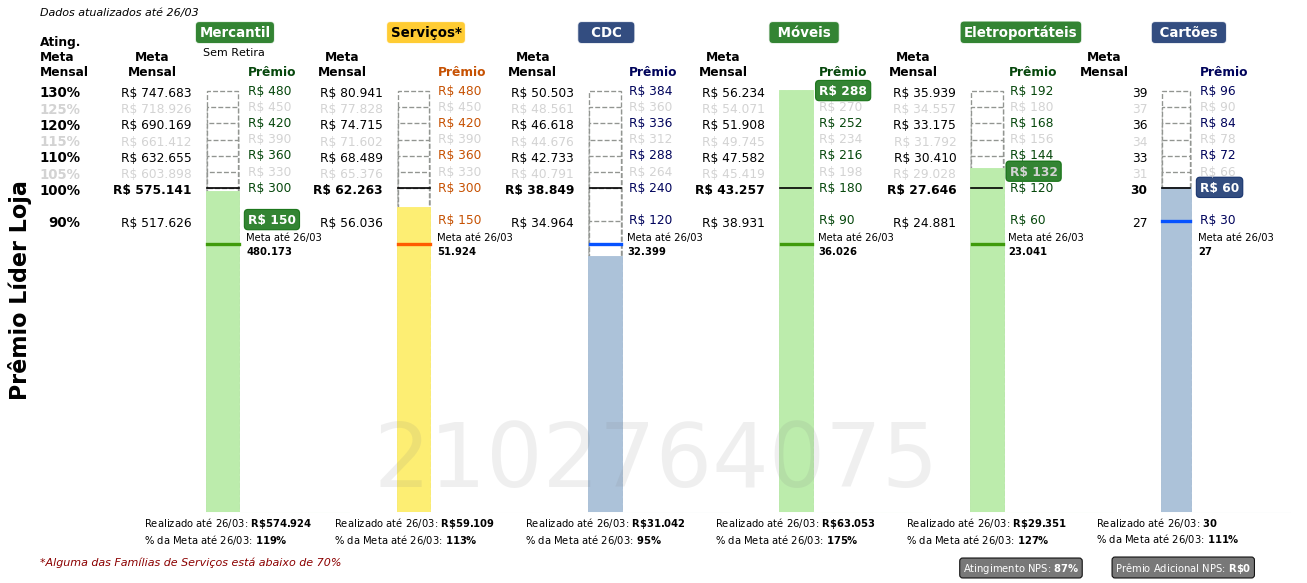 Dados atualizados até 26/03
Mercantil Serviços* CDC Móveis Eletroportáteis Cartões
Sem Retira
Ating. Meta Mensal Meta Mensal Prêmio Meta Mensal Prêmio Meta Mensal Prêmio Meta Mensal Prêmio Meta Mensal Prêmio Meta Mensal Prêmio
130% R$ 747.683 R$ 480 R$ 80.941 R$ 480 R$ 50.503 R$ 384 R$ 56.234 R$ 288 R$ 35.939 R$ 192 39 R$ 96
125% R$ 718.926 R$ 450 R$ 77.828 R$ 450 R$ 48.561 R$ 360 R$ 54.071 R$ 270 R$ 34.557 R$ 180 37 R$ 90
120% R$ 690.169 R$ 420 R$ 74.715 R$ 420 R$ 46.618 R$ 336 R$ 51.908 R$ 252 R$ 33.175 R$ 168 36 R$ 84
115% R$ 661.412 R$ 390 R$ 71.602 R$ 390 R$ 44.676 R$ 312 R$ 49.745 R$ 234 R$ 31.792 R$ 156 34 R$ 78
110% R$ 632.655 R$ 360 R$ 68.489 R$ 360 R$ 42.733 R$ 288 R$ 47.582 R$ 216 R$ 30.410 R$ 144 33 R$ 72
105% R$ 603.898 R$ 330 R$ 65.376 R$ 330 R$ 40.791 R$ 264 R$ 45.419 R$ 198 R$ 29.028 R$ 132 31 R$ 66
100% R$ 575.141 R$ 300 R$ 62.263 R$ 300 R$ 38.849 R$ 240 R$ 43.257 R$ 180 R$ 27.646 R$ 120 30 R$ 60
90% R$ 517.626 R$ 150 R$ 56.036 R$ 150 R$ 34.964 R$ 120 R$ 38.931 R$ 90 R$ 24.881 R$ 60 27 R$ 30
Meta até 26/03 Meta até 26/03 Meta até 26/03 Meta até 26/03 Meta até 26/03 Meta até 26/03
480.173 51.924 32.399 36.026 23.041 27
Prêmio Líder Loja
2102764075
Realizado até 26/03: R$574.924 Realizado até 26/03: R$59.109 Realizado até 26/03: R$31.042 Realizado até 26/03: R$63.053 Realizado até 26/03: R$29.351 Realizado até 26/03: 30
% da Meta até 26/03: 119% % da Meta até 26/03: 113% % da Meta até 26/03: 95% % da Meta até 26/03: 175% % da Meta até 26/03: 127% % da Meta até 26/03: 111%
*Alguma das Famílias de Serviços está abaixo de 70%
Atingimento NPS: 87% Prêmio Adicional NPS: R$0